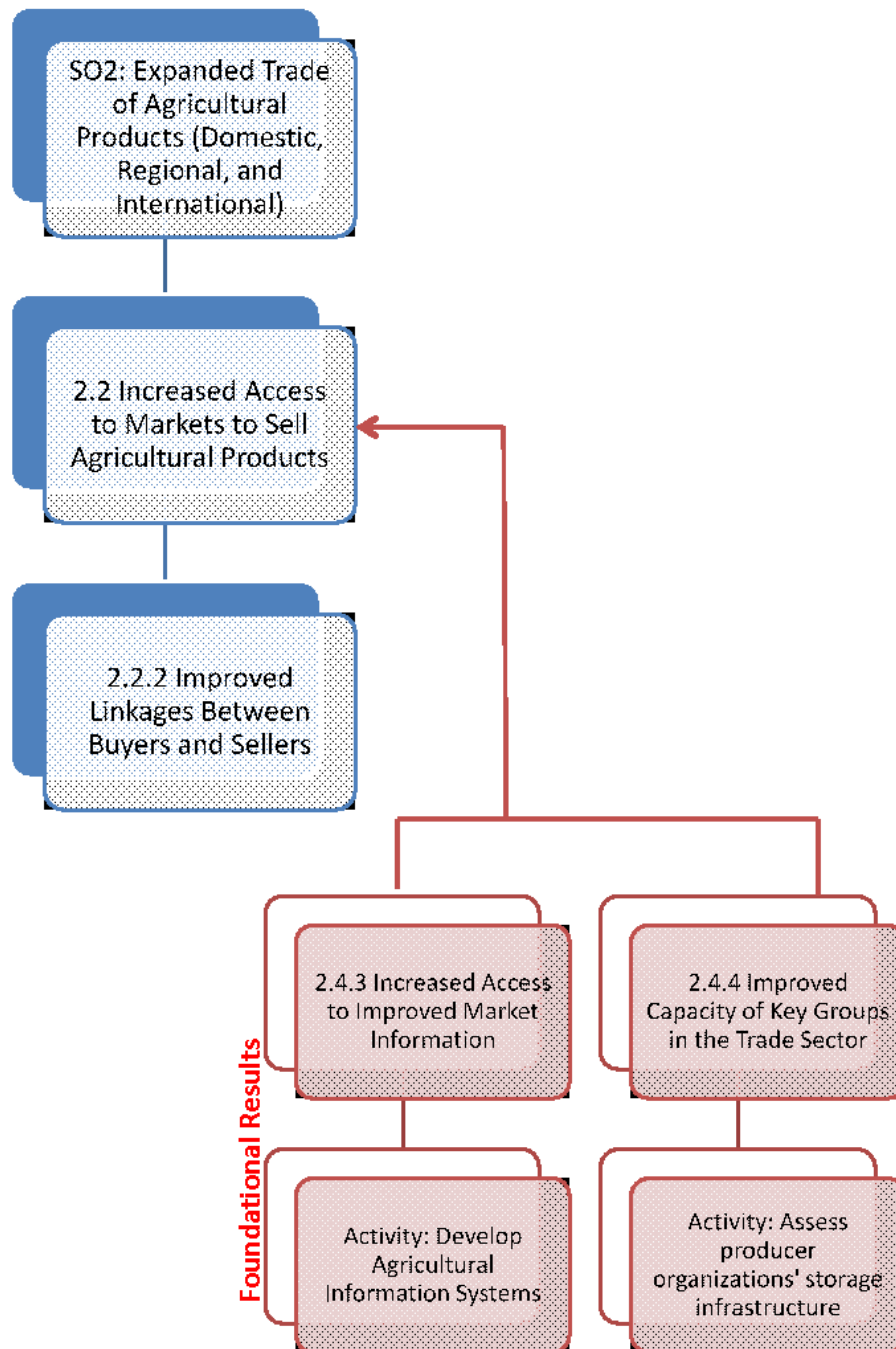 SO2: Expanded Trade
of Agricultural
Products (Domestic,
Regional, and
International)
2.2 Increased Access
to Markets to Sell
Agricultural Products
2.2.2 Improved
Linkages Between
Buyers and Sellers
Foundational Results
2.4.3 Increased Access
to Improved Market
Information
2.4.4 Improved
Capacity of Key Groups
in the Trade Sector
Activity: Develop
Agricultural
Information Systems
Activity: Assess
producer
organizations' storage
infrastructure